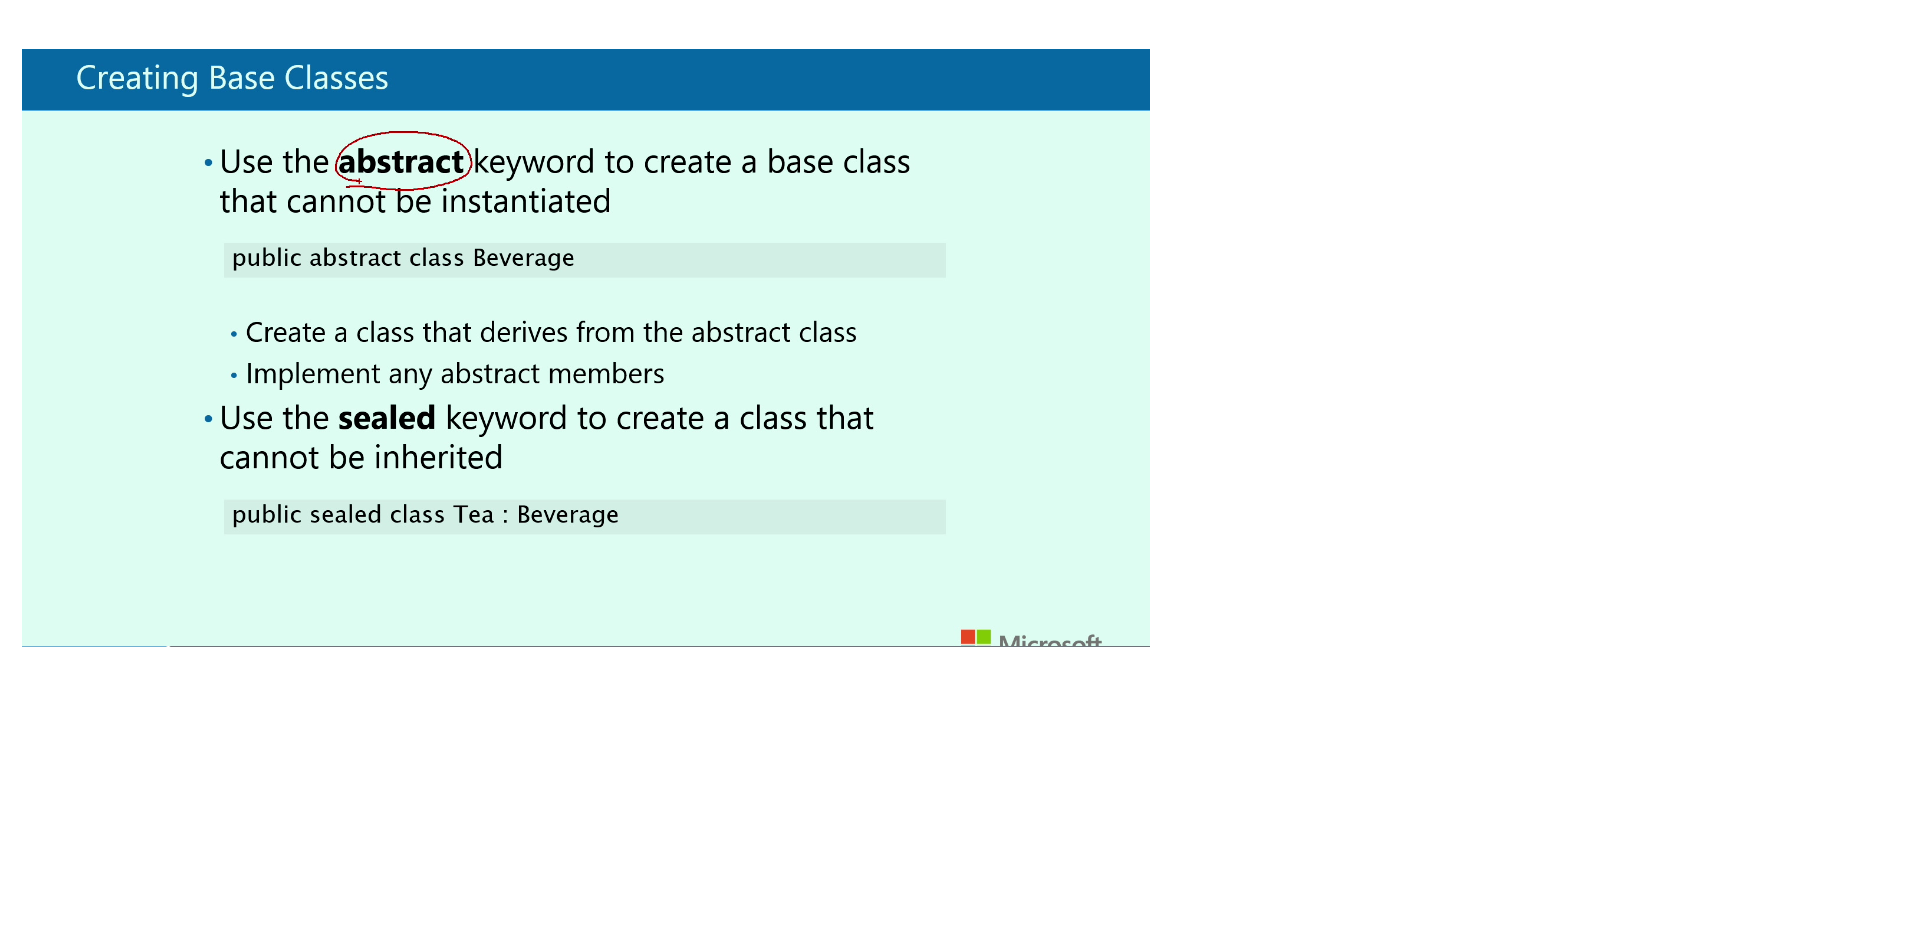 Creating Base Classes
• Use the abstract keyword to create a base class
that cannot be instantiated
public abstract class Beverage
• Create a class that derives from the abstract class
• Implement any abstract members
• Use the sealed keyword to create a class that
cannot be inherited
public sealed class Tea : Beverage
Microsoft